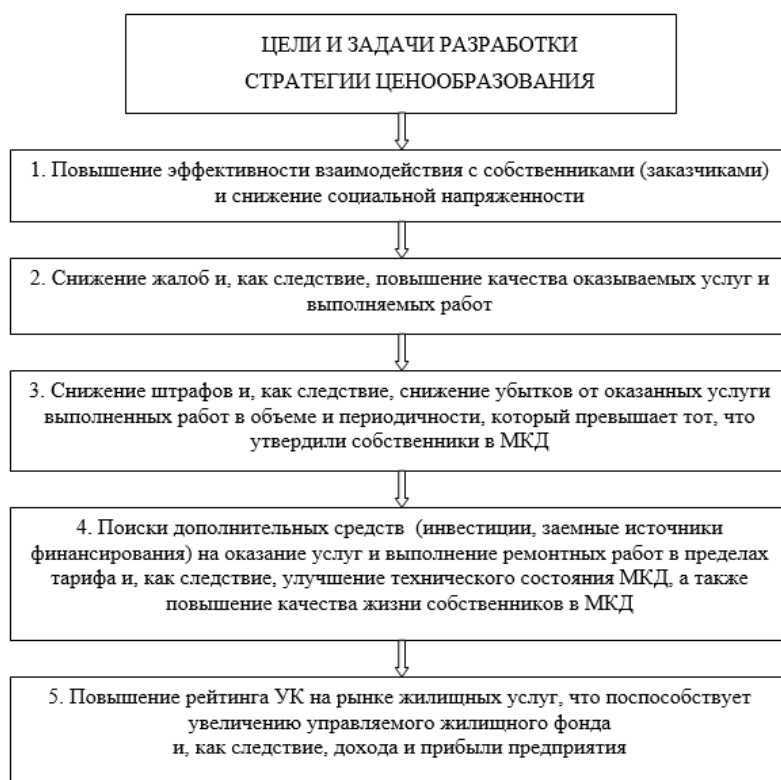 ЦЕЛИ И ЗАДАЧИ РАЗРАБОТКИ
СТРАТЕГИИ ЦЕНООБРАЗОВАНИЯ
1. Повышение эффективности взаимодействия с собственниками (заказчиками)
и снижение социальной напряженности
2. Снижение жалоб и, как следствие, повышение качества оказываемых услуг и
выполняемых работ
3. Снижение штрафов и, как следствие, снижение убытков от оказанных услуги
выполненных работ в объеме и периодичности, который превышает тот, что
утвердили собственники в МКД
4. Поиски дополнительных средств (инвестиции, заемные источники
финансирования) на оказание услуг и выполнение ремонтных работ в пределах
тарифа и, как следствие, улучшение технического состояния МКД, а также
повышение качества жизни собственников в МКД
5. Повышение рейтинга УК на рынке жилищных услуг, что поспособствует
увеличению управляемого жилищного фонда
и, как следствие, дохода и прибыли предприятия